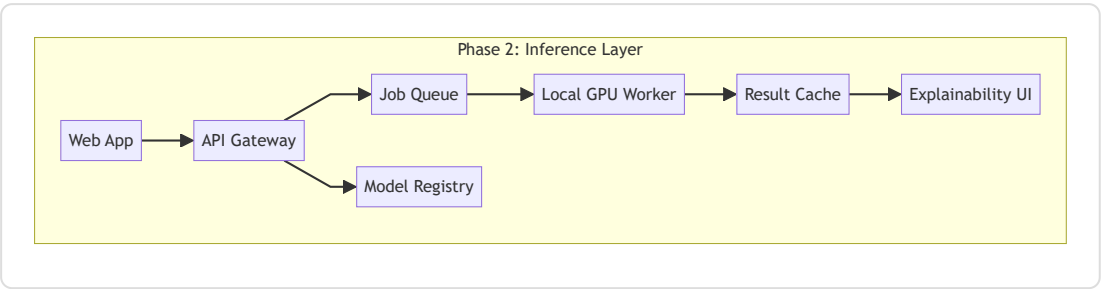 Phase 2: Inference Layer
Web App
API Gateway
Job Queue
Local GPU Worker
Result Cache
Explainability UI
Model Registry